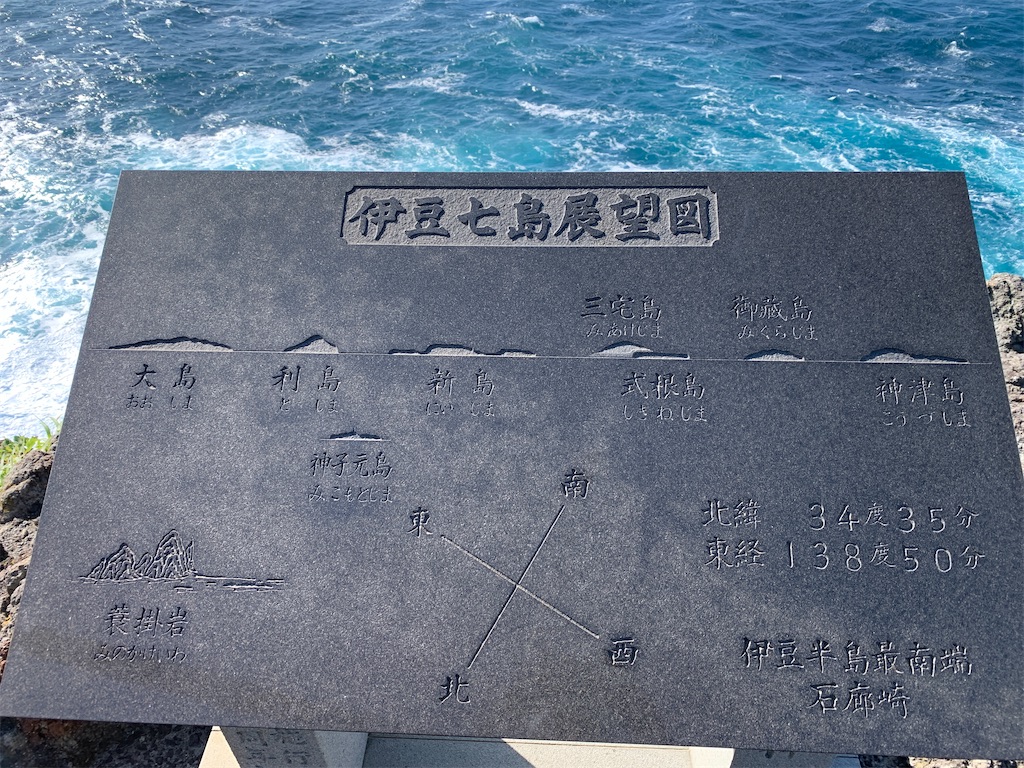 伊豆七島展望図
三宅島
みあけじま
御蔵島
みくらじま
大島
おおしま
利島
としま
新島
にいじま
式根島
しきねじま
神津島
こうづしま
神子元島
みこもとじま
南
東
西
北
北緯 34度35分
東経 138度50分
蓑掛岩
みのかけいわ
伊豆半島最南端
石廊崎